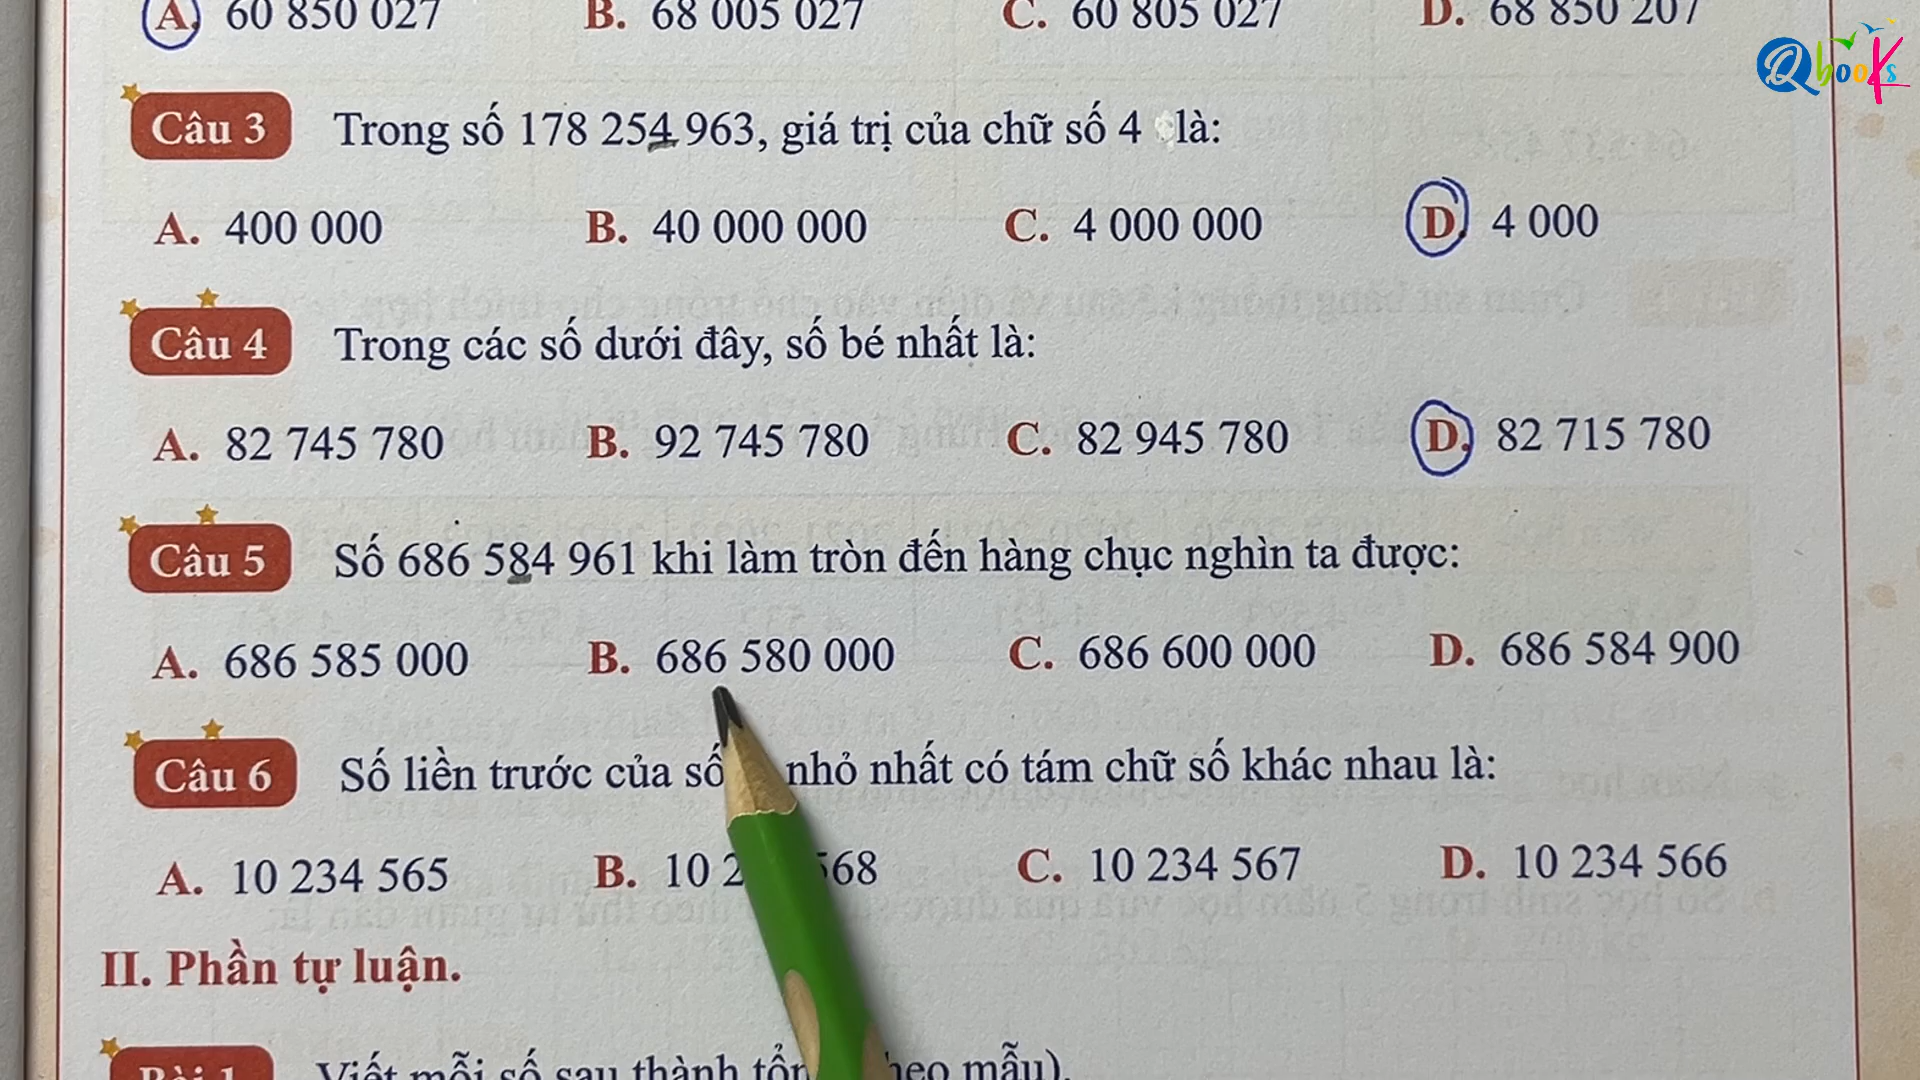 A. 60 850 027 B. 68 005 027 C. 60 805 027 D. 68 850 207
Qbooks
Câu 3 Trong số 178 254 963, giá trị của chữ số 4 là:
A. 400 000 B. 40 000 000 C. 4 000 000 D. 4 000
Câu 4 Trong các số dưới đây, số bé nhất là:
A. 82 745 780 B. 92 745 780 C. 82 945 780 D. 82 715 780
Câu 5 Số 686 584 961 khi làm tròn đến hàng chục nghìn ta được:
A. 686 585 000 B. 686 580 000 C. 686 600 000 D. 686 584 900
Câu 6 Số liền trước của số nhỏ nhất có tám chữ số khác nhau là:
A. 10 234 565 B. 10 2 568 C. 10 234 567 D. 10 234 566
II. Phần tự luận.
Bài 1 Viết mỗi số sau thành tổn heo mẫu).